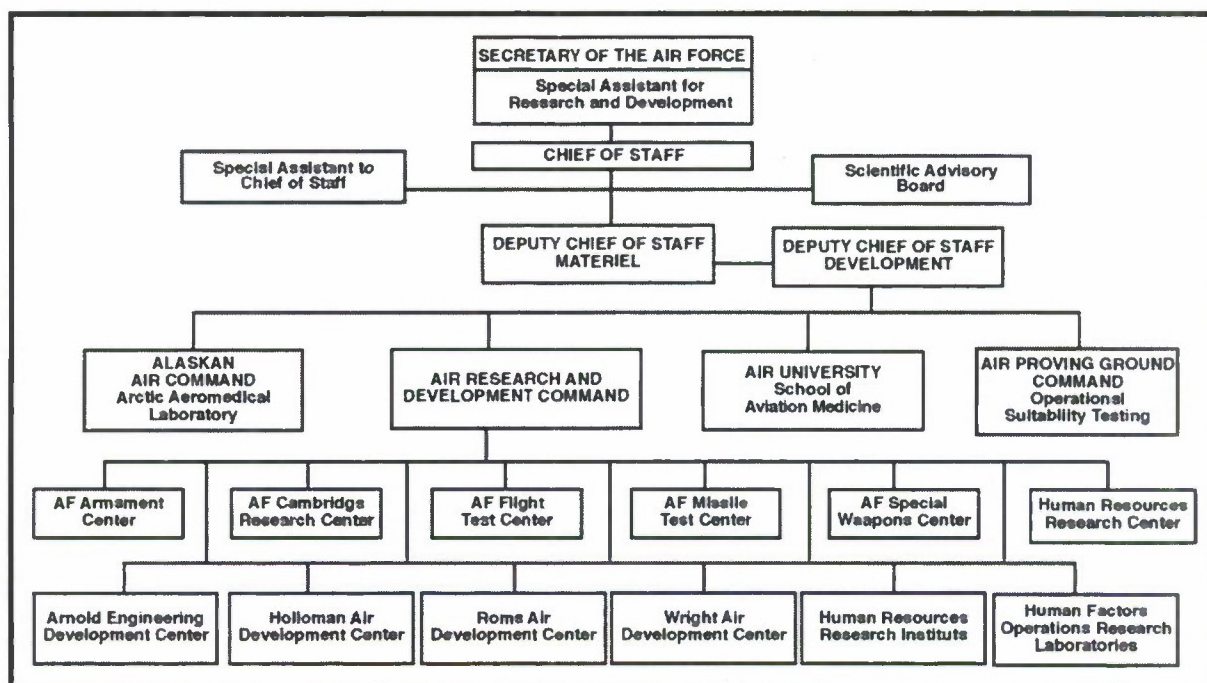 SECRETARY OF THE AIR FORCE
Special Assistant for
Research and Development
CHIEF OF STAFF
Special Assistant to
Chief of Staff
Scientific Advisory
Board
DEPUTY CHIEF OF STAFF
MATERIEL
DEPUTY CHIEF OF STAFF
DEVELOPMENT
ALASKAN
AIR COMMAND
Arctic Aeromedical
Laboratory
AIR RESEARCH AND
DEVELOPMENT COMMAND
AIR UNIVERSITY
School of
Aviation Medicine
AIR PROVING GROUND
COMMAND
Operational
Suitability Testing
AF Armament
Center
AF Cambridge
Research Center
AF Flight
Test Center
AF Missile
Test Center
AF Special
Weapons Center
Human Resources
Research Center
Arnold Engineering
Development Center
Holloman Air
Development Center
Rome Air
Development Center
Wright Air
Development Center
Human Resources
Research Institute
Human Factors
Operations Research
Laboratories